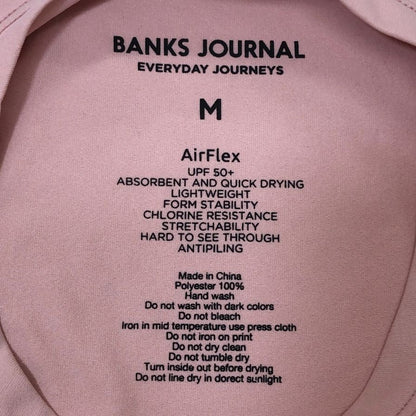 BANKS JOURNAL
EVERYDAY JOURNEYS
M
AirFlex
UPF 50+
ABSORBENT AND QUICK DRYING
LIGHTWEIGHT
FORM STABILITY
CHLORINE RESISTANCE
STRETCHABILITY
HARD TO SEE THROUGH
ANTIPILING
Made in China
Polyester 100%
Hand wash
Do not wash with dark colors
Do not bleach
Iron in mid temperature use press cloth
Do not iron on print
Do not dry clean
Do not tumble dry
Turn inside out before drying
Do not line dry in dorect sunlight